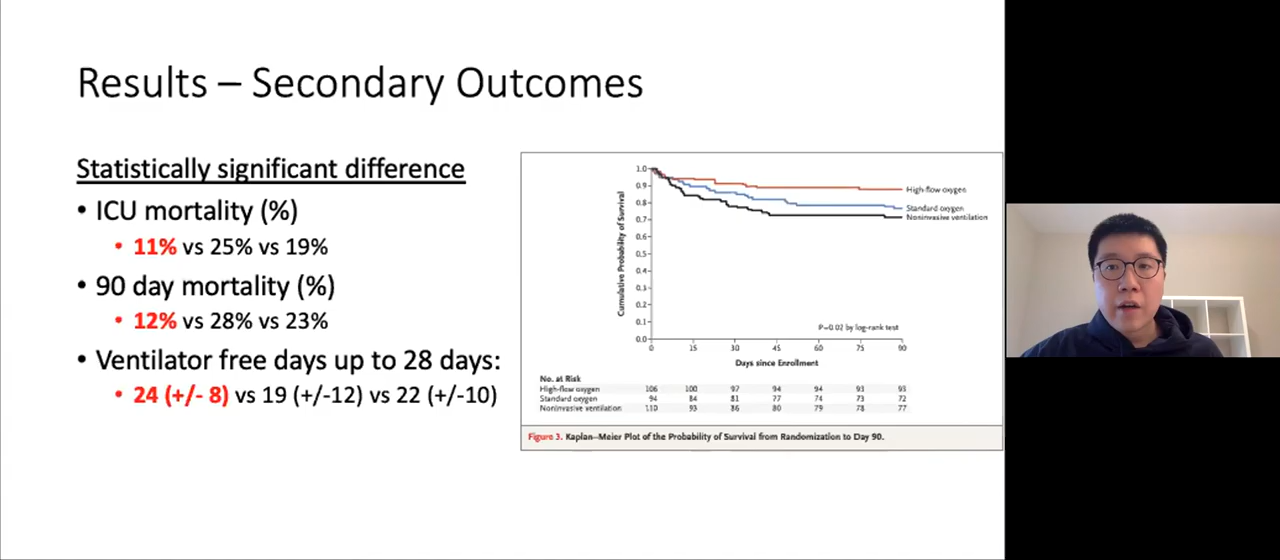 Results – Secondary Outcomes
Statistically significant difference
• ICU mortality (%)
• 11% vs 25% vs 19%
• 90 day mortality (%)
• 12% vs 28% vs 23%
• Ventilator free days up to 28 days:
• 24 (+/- 8) vs 19 (+/-12) vs 22 (+/-10)
Cumulative Probability of Survival
1.0
0.9
0.8
0.7
0.6
0.5
0.4
0.3
0.2
0.1
0.0
High-flow oxygen
Standard oxygen
Noninvasive ventilation
P=0.02 by log-rank test
0 15 30 45 60 75 90
Days since Enrollment
No. at Risk
High-flow oxygen 106 100 97 94 94 93 93
Standard oxygen 94 84 81 77 74 73 72
Noninvasive ventilation 110 93 86 80 79 78 77
Figure 3. Kaplan–Meier Plot of the Probability of Survival from Randomization to Day 90.